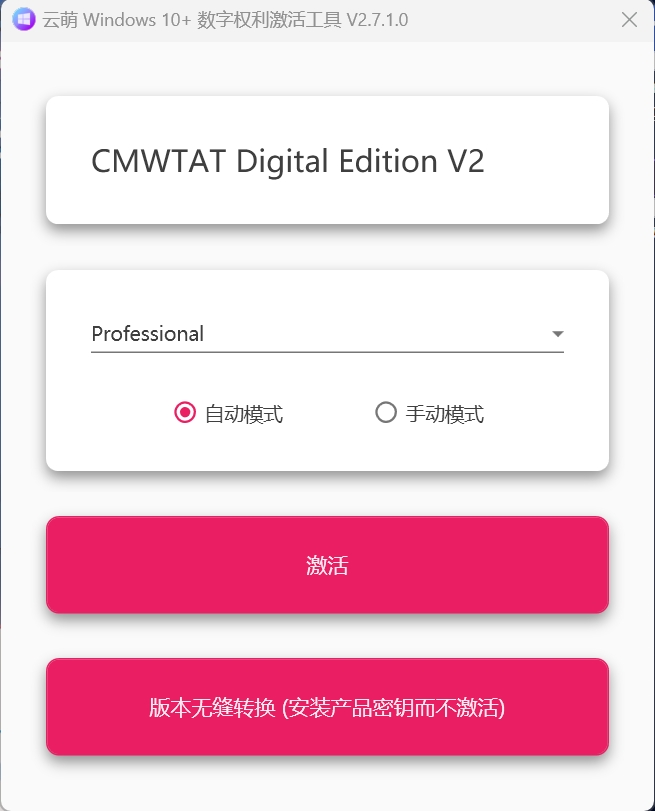 云萌 Windows 10+ 数字权利激活工具 V2.7.1.0
CMWTAT Digital Edition V2
Professional
自动模式 手动模式
激活
版本无缝转换 (安装产品密钥而不激活)